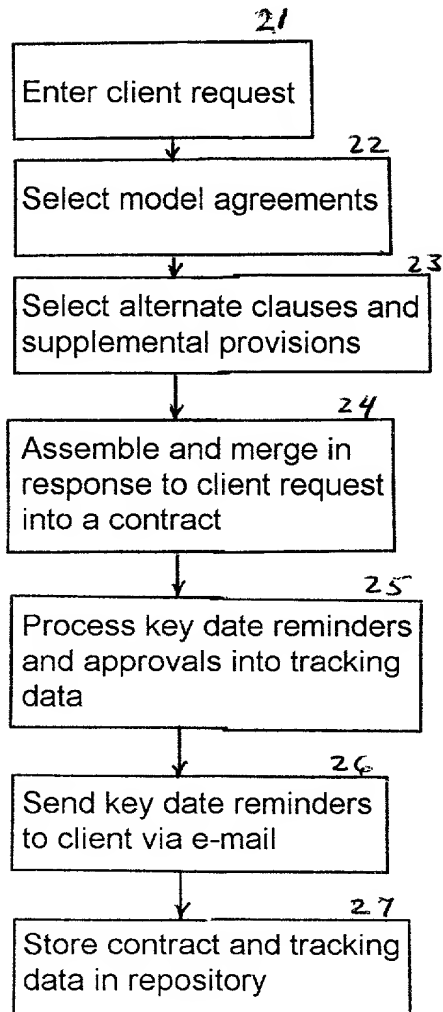 21
Enter client request
22
Select model agreements
23
Select alternate clauses and
supplemental provisions
24
Assemble and merge in
response to client request
into a contract
25
Process key date reminders
and approvals into tracking
data
26
Send key date reminders
to client via e-mail
27
Store contract and tracking
data in repository